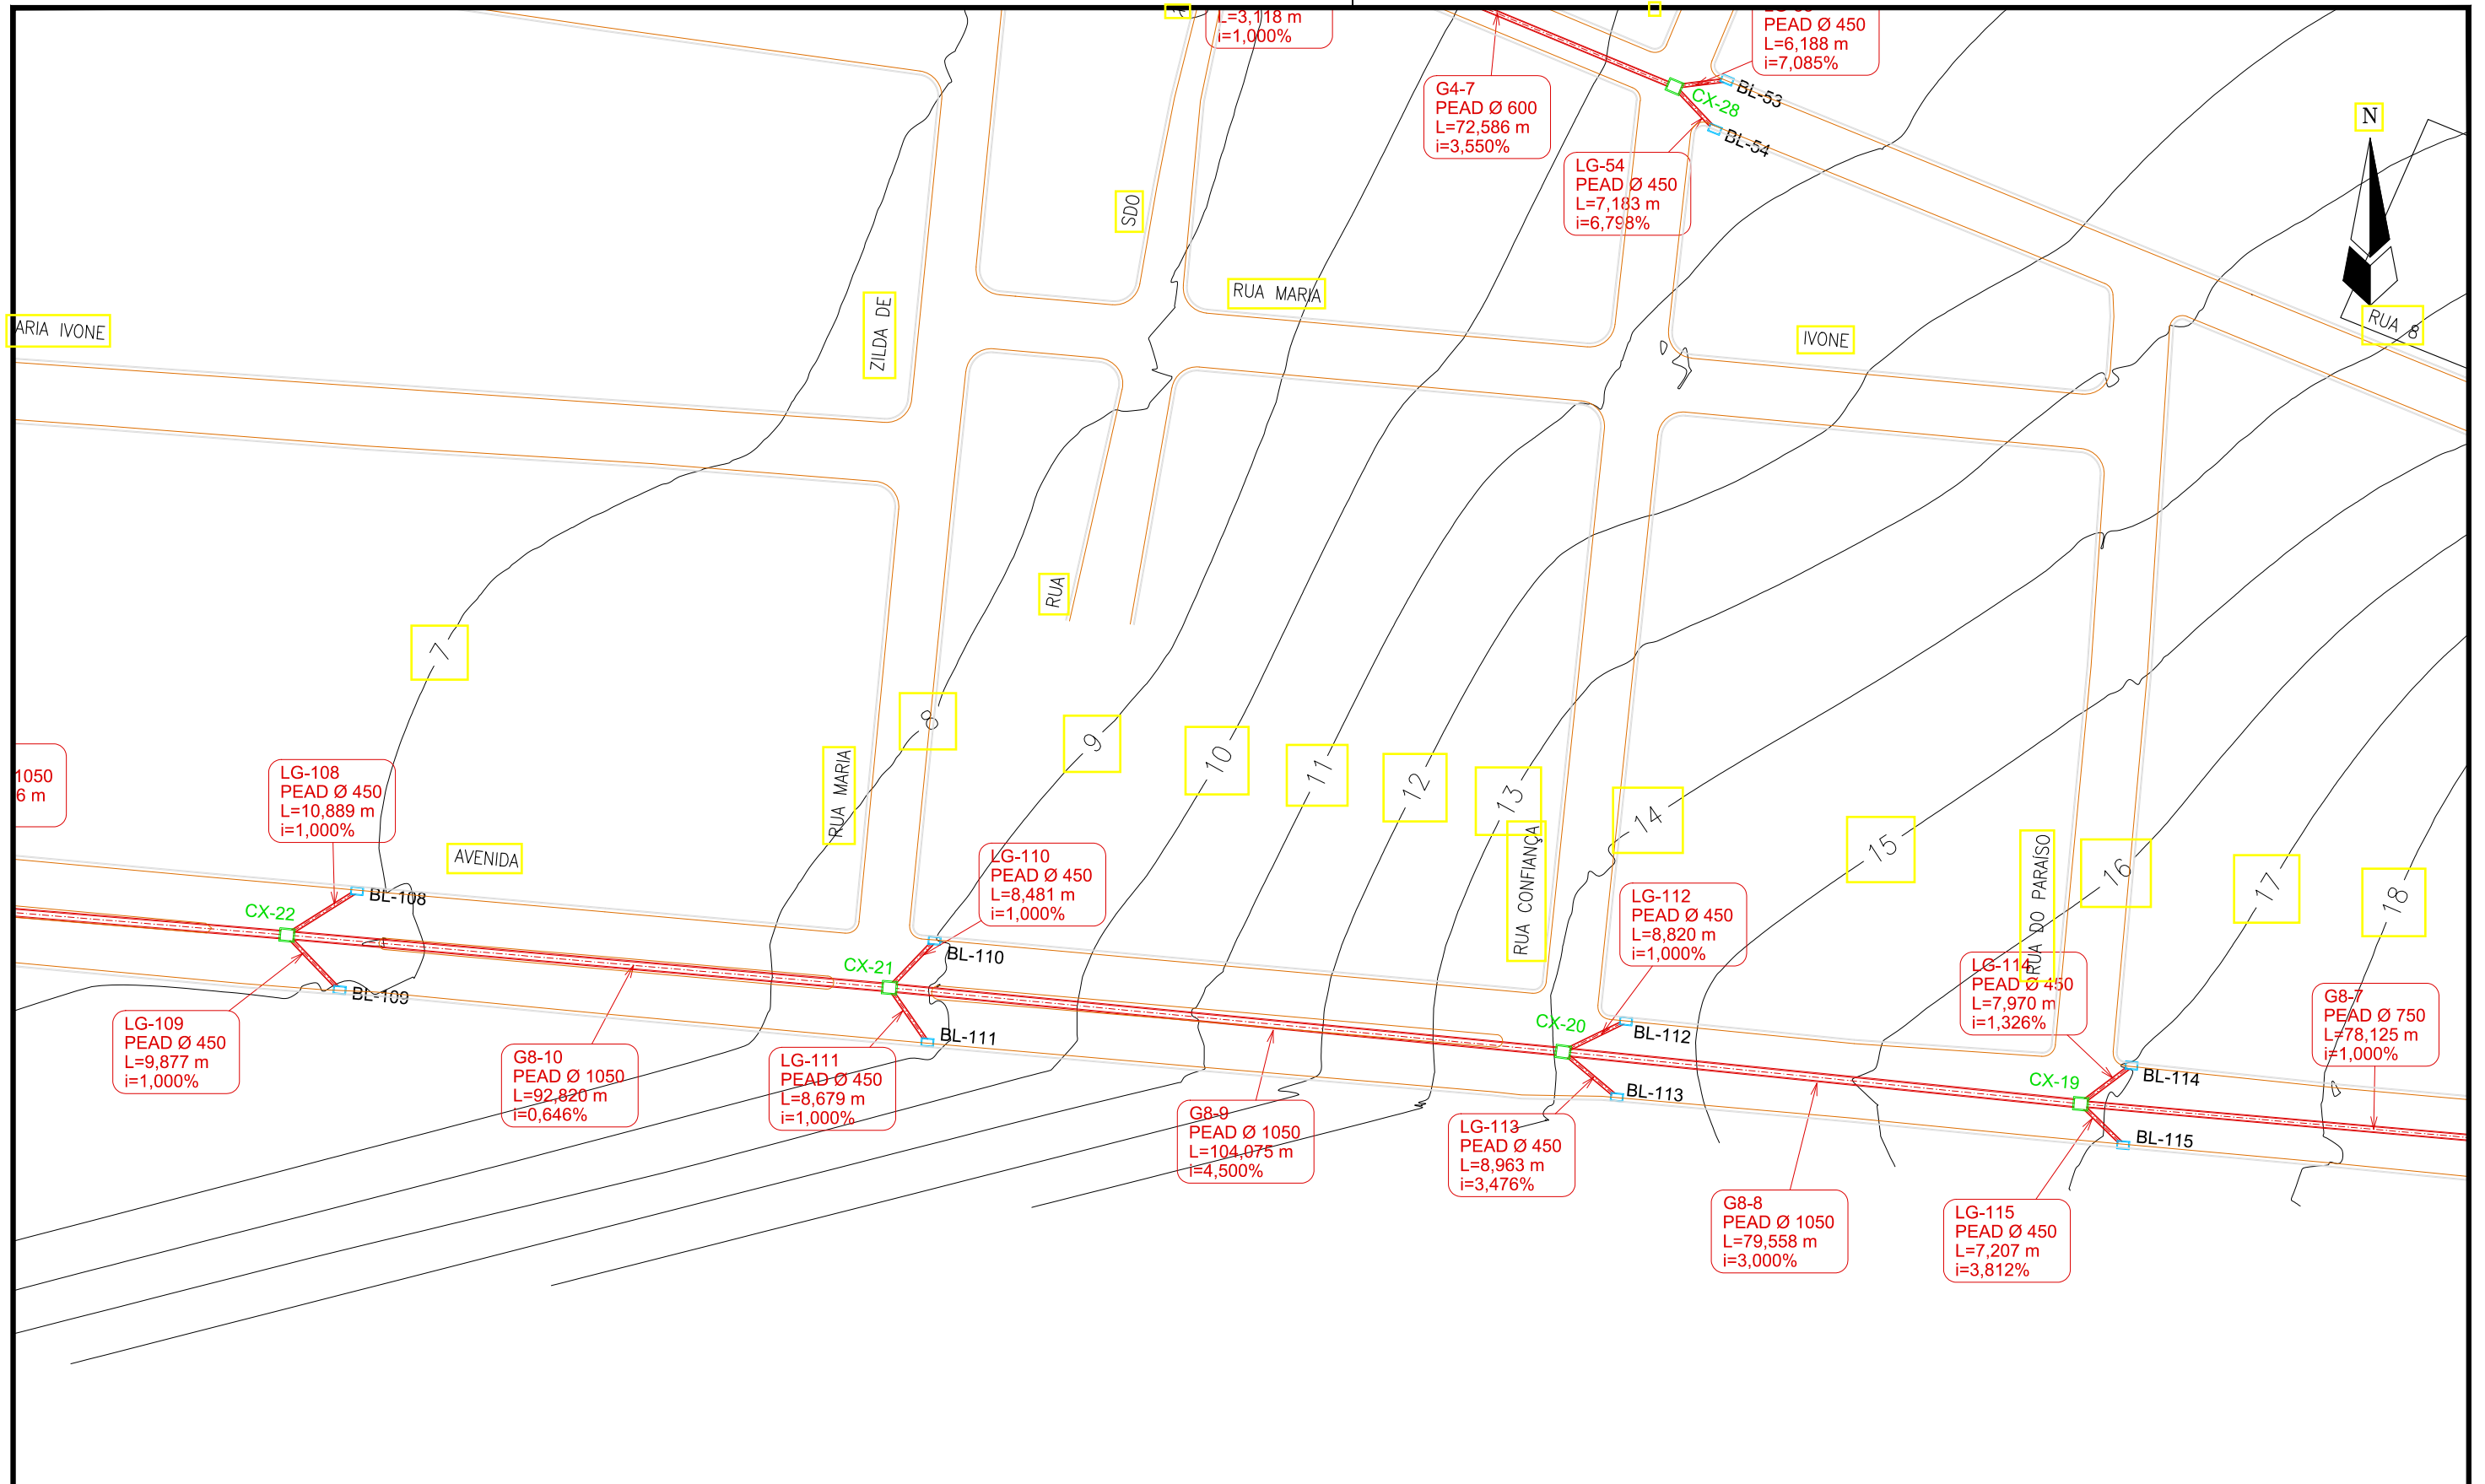 L=3,118 m
i=1,000%
PEAD Ø 450
L=6,188 m
i=7,085%
G4-7
PEAD Ø 600
L=72,586 m
i=3,550%
BL-53
CX-28
BL-54
LG-54
PEAD Ø 450
L=7,183 m
i=6,798%
N
SDO
RUA MARIA
ARIA IVONE
ZILDA DE
IVONE
RUA 8
RUA
7
8
9
10
11
12
13
14
15
16
17
18
1050
6 m
LG-108
PEAD Ø 450
L=10,889 m
i=1,000%
AVENIDA
RUA MARIA
RUA CONFIANÇA
RUA DO PARAÍSO
LG-110
PEAD Ø 450
L=8,481 m
i=1,000%
LG-112
PEAD Ø 450
L=8,820 m
i=1,000%
LG-114
PEAD Ø 450
L=7,970 m
i=1,326%
G8-7
PEAD Ø 750
L=78,125 m
i=1,000%
CX-22
BL-108
BL-109
CX-21
BL-110
BL-111
CX-20
BL-112
BL-113
CX-19
BL-114
BL-115
LG-109
PEAD Ø 450
L=9,877 m
i=1,000%
G8-10
PEAD Ø 1050
L=92,820 m
i=0,646%
LG-111
PEAD Ø 450
L=8,679 m
i=1,000%
G8-9
PEAD Ø 1050
L=104,075 m
i=4,500%
LG-113
PEAD Ø 450
L=8,963 m
i=3,476%
G8-8
PEAD Ø 1050
L=79,558 m
i=3,000%
LG-115
PEAD Ø 450
L=7,207 m
i=3,812%